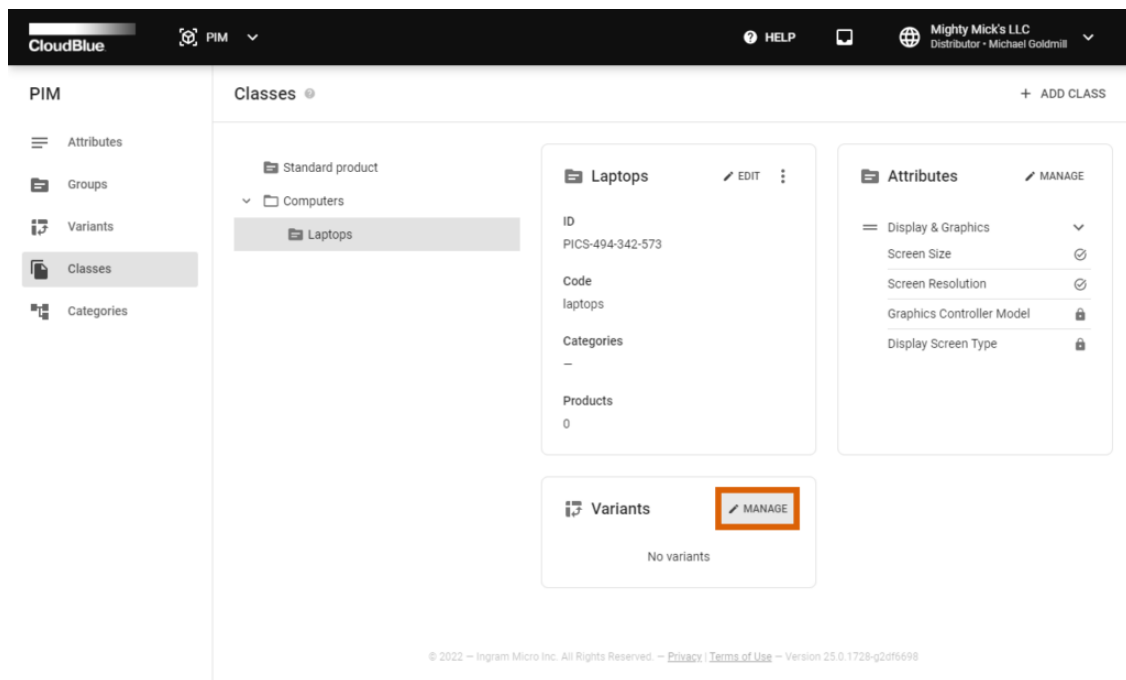 CloudBlue
PIM
HELP
Mighty Mick's LLC
Distributor • Michael Goldmill
PIM
Attributes
Groups
Variants
Classes
Categories
Classes
+ ADD CLASS
Standard product
Computers
Laptops
Laptops
EDIT
ID
PICS-494-342-573
Code
laptops
Categories
–
Products
0
Attributes
MANAGE
Display & Graphics
Screen Size
Screen Resolution
Graphics Controller Model
Display Screen Type
Variants
MANAGE
No variants
© 2022 – Ingram Micro Inc. All Rights Reserved. – Privacy | Terms of Use – Version 25.0.1728-g2df6698